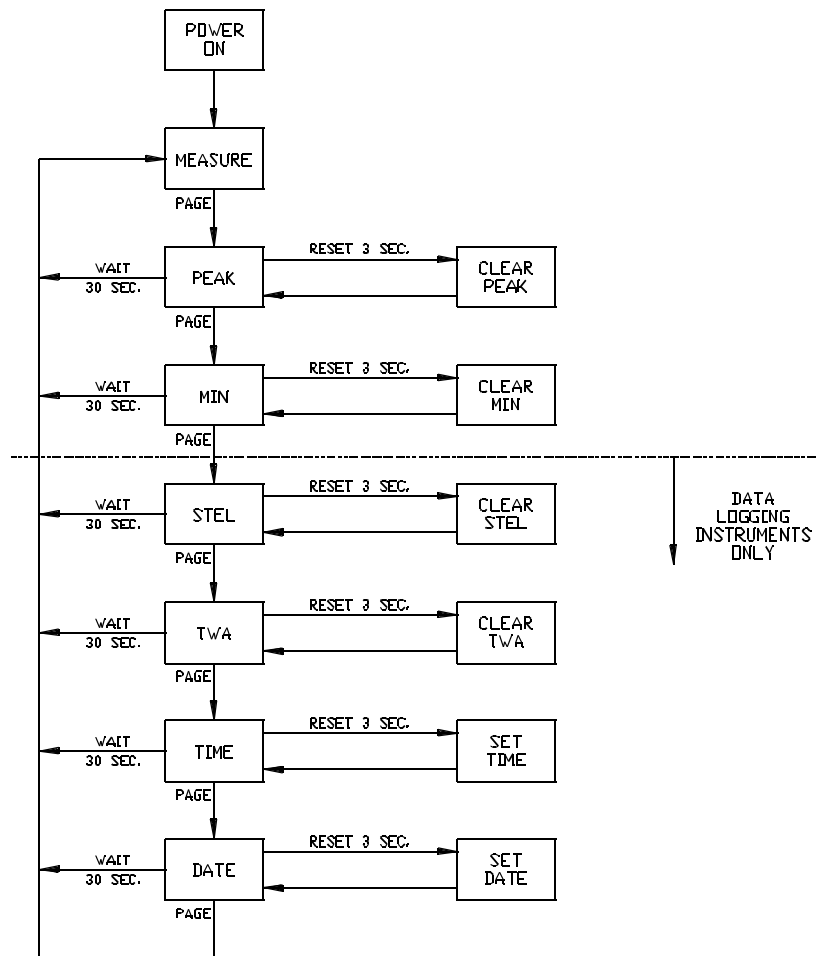 POWER
ON
MEASURE
PAGE
RESET 3 SEC.
WAIT
30 SEC.
PEAK
CLEAR
PEAK
PAGE
RESET 3 SEC.
WAIT
30 SEC.
MIN
CLEAR
MIN
PAGE
RESET 3 SEC.
WAIT
30 SEC.
STEL
CLEAR
STEL
DATA
LOGGING
INSTRUMENTS
ONLY
PAGE
RESET 3 SEC.
WAIT
30 SEC.
TWA
CLEAR
TWA
PAGE
RESET 3 SEC.
WAIT
30 SEC.
TIME
SET
TIME
PAGE
RESET 3 SEC.
WAIT
30 SEC.
DATE
SET
DATE
PAGE